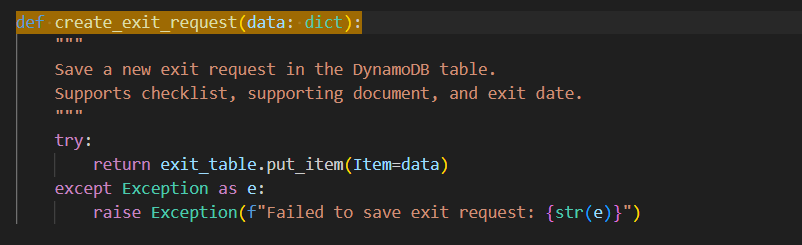 def create_exit_request(data: dict):
    """
    Save a new exit request in the DynamoDB table.
    Supports checklist, supporting document, and exit date.
    """
    try:
        return exit_table.put_item(Item=data)
    except Exception as e:
        raise Exception(f"Failed to save exit request: {str(e)}")